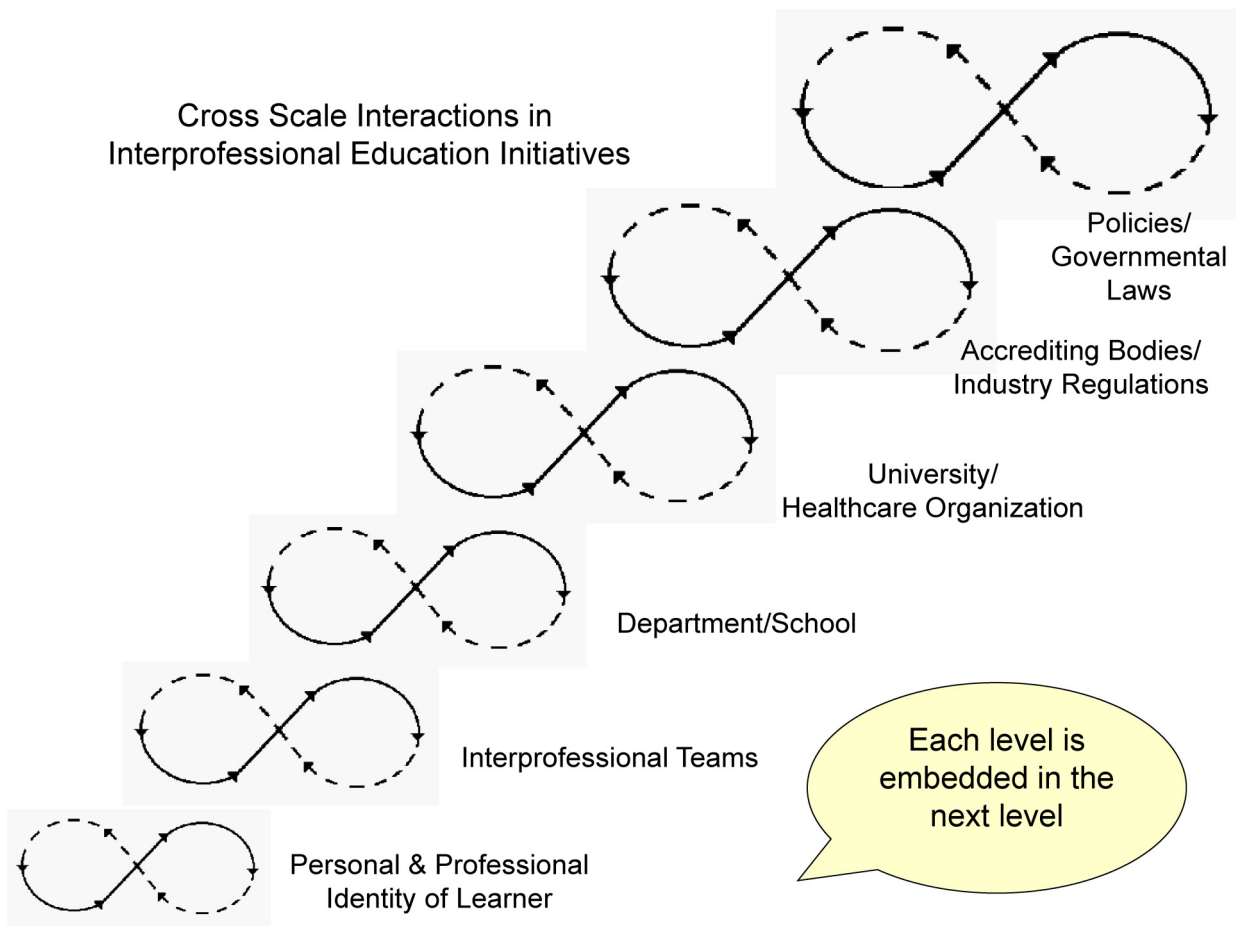 Cross Scale Interactions in
Interprofessional Education Initiatives
Policies/
Governmental
Laws
Accrediting Bodies/
Industry Regulations
University/
Healthcare Organization
Department/School
Interprofessional Teams
Each level is
embedded in the
next level
Personal & Professional
Identity of Learner